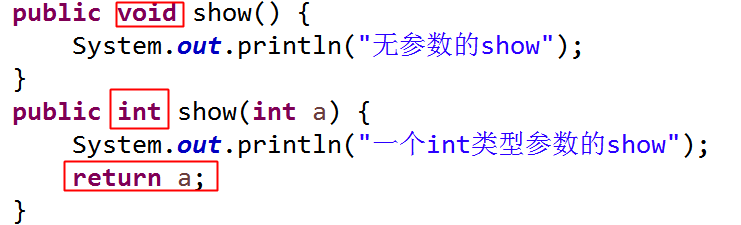 public void show() {
System.out.println("无参数的show");
}
public int show(int a) {
System.out.println("一个int类型参数的show");
return a;
}